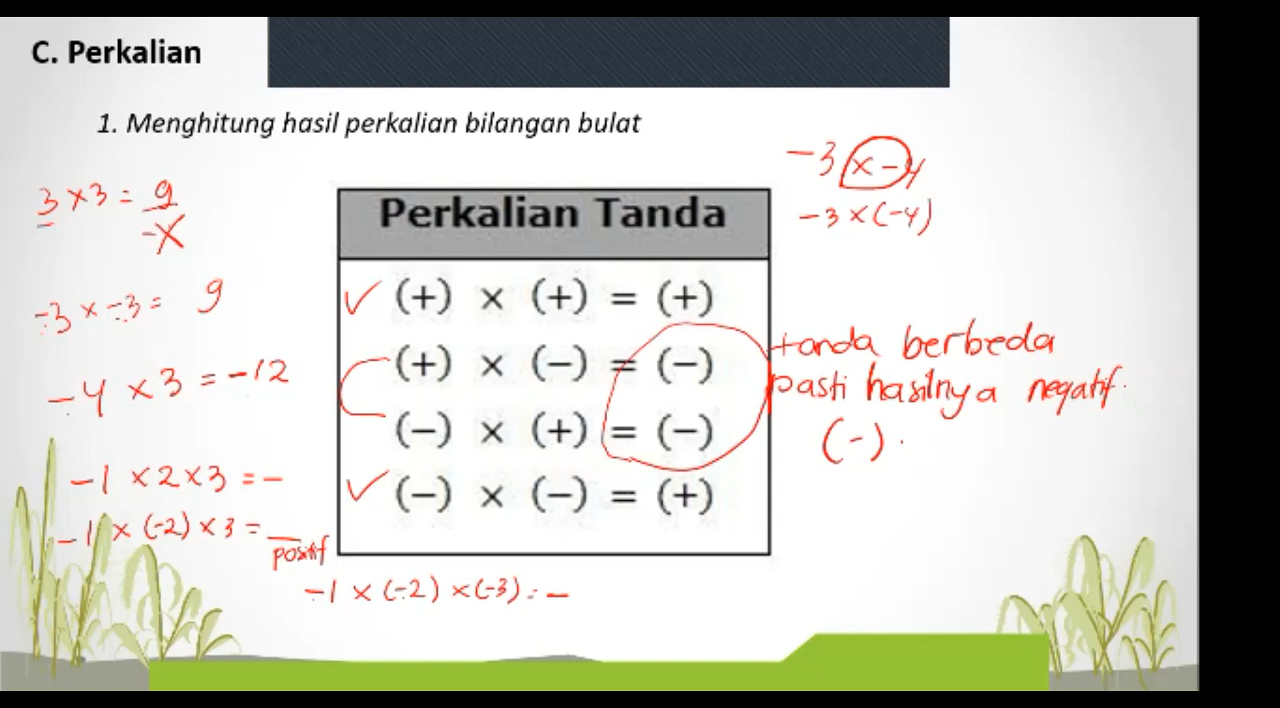 C. Perkalian
1. Menghitung hasil perkalian bilangan bulat
3 x 3 = 9
-3 x -3 = 9
-4 x 3 = -12
-1 x 2 x 3 = -
-1 x (-2) x 3 =
positif
-1 x (-2) x (-3) = -
Perkalian Tanda
(+) × (+) = (+)
(+) × (−) = (−)
(−) × (+) = (−)
(−) × (−) = (+)
-3 x -4
-3 x (-4)
tanda berbeda
pasti hasilnya negatif.
(-).